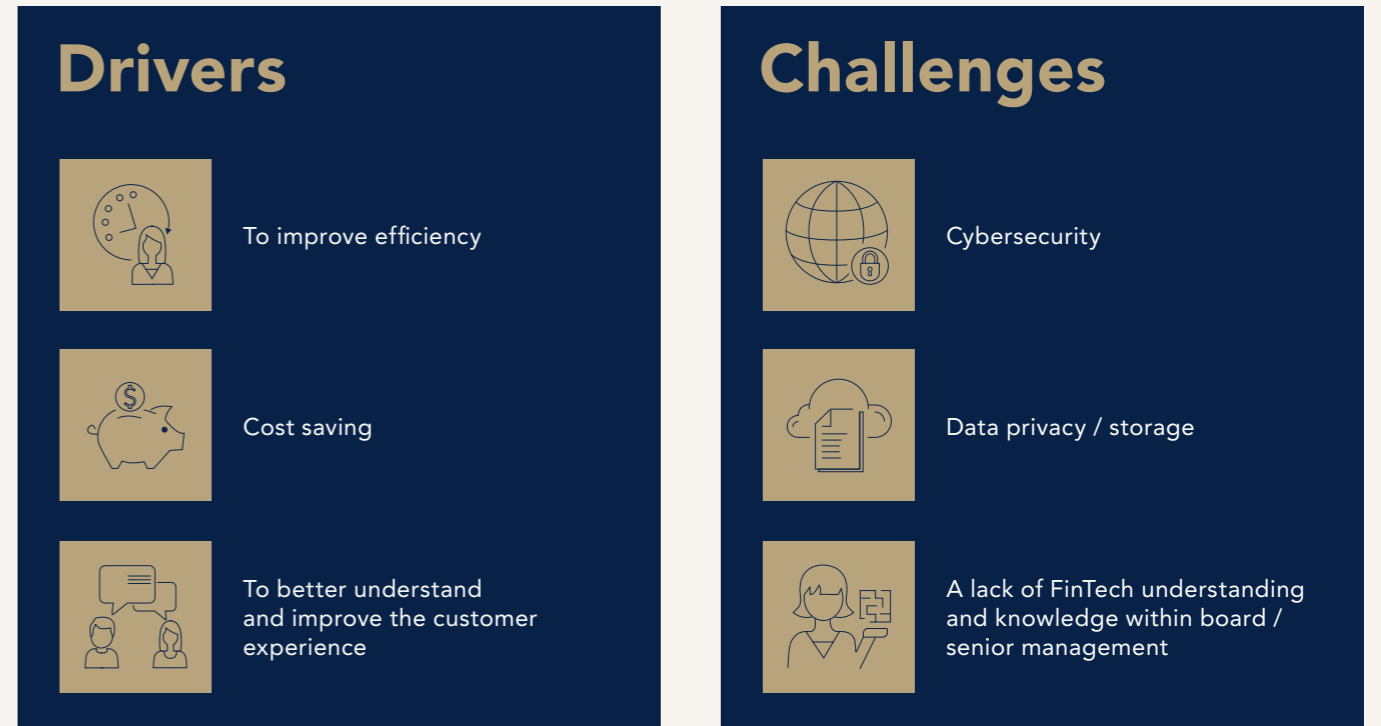 Drivers
To improve efficiency
$
Cost saving
To better understand
and improve the customer
experience
Challenges
Cybersecurity
Data privacy / storage
A lack of FinTech understanding
and knowledge within board /
senior management